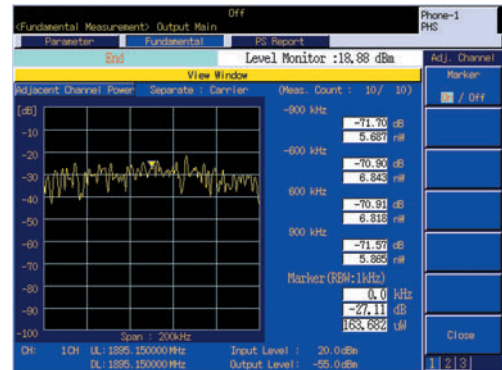 Off
<Fundamental Measurement> Output Main
Phone-1
PHS
Parameter Fundamental PS Report
End Level Monitor :18.88 dBm
Adj. Channel
View Window
Marker
On / Off
Adjacent Channel Power Separate : Carrier (Meas. Count : 10/ 10)
[dB]
-900 kHz
-71.70 dB
5.687 nW
-600 kHz
-70.90 dB
6.843 nW
600 kHz
-70.91 dB
6.818 nW
900 kHz
-71.57 dB
5.865 nW
Marker(RBW:1kHz)
0.0 kHz
-27.11 dB
163.682 uW
-10
-20
-30
-40
-50
-60
-70
-80
-90
-100
Span : 200kHz
Close
CH: 1CH UL:1895.150000MHz Input Level : 20.0dBm
DL:1895.150000MHz Output Level: -55.0dBm
1 2 3